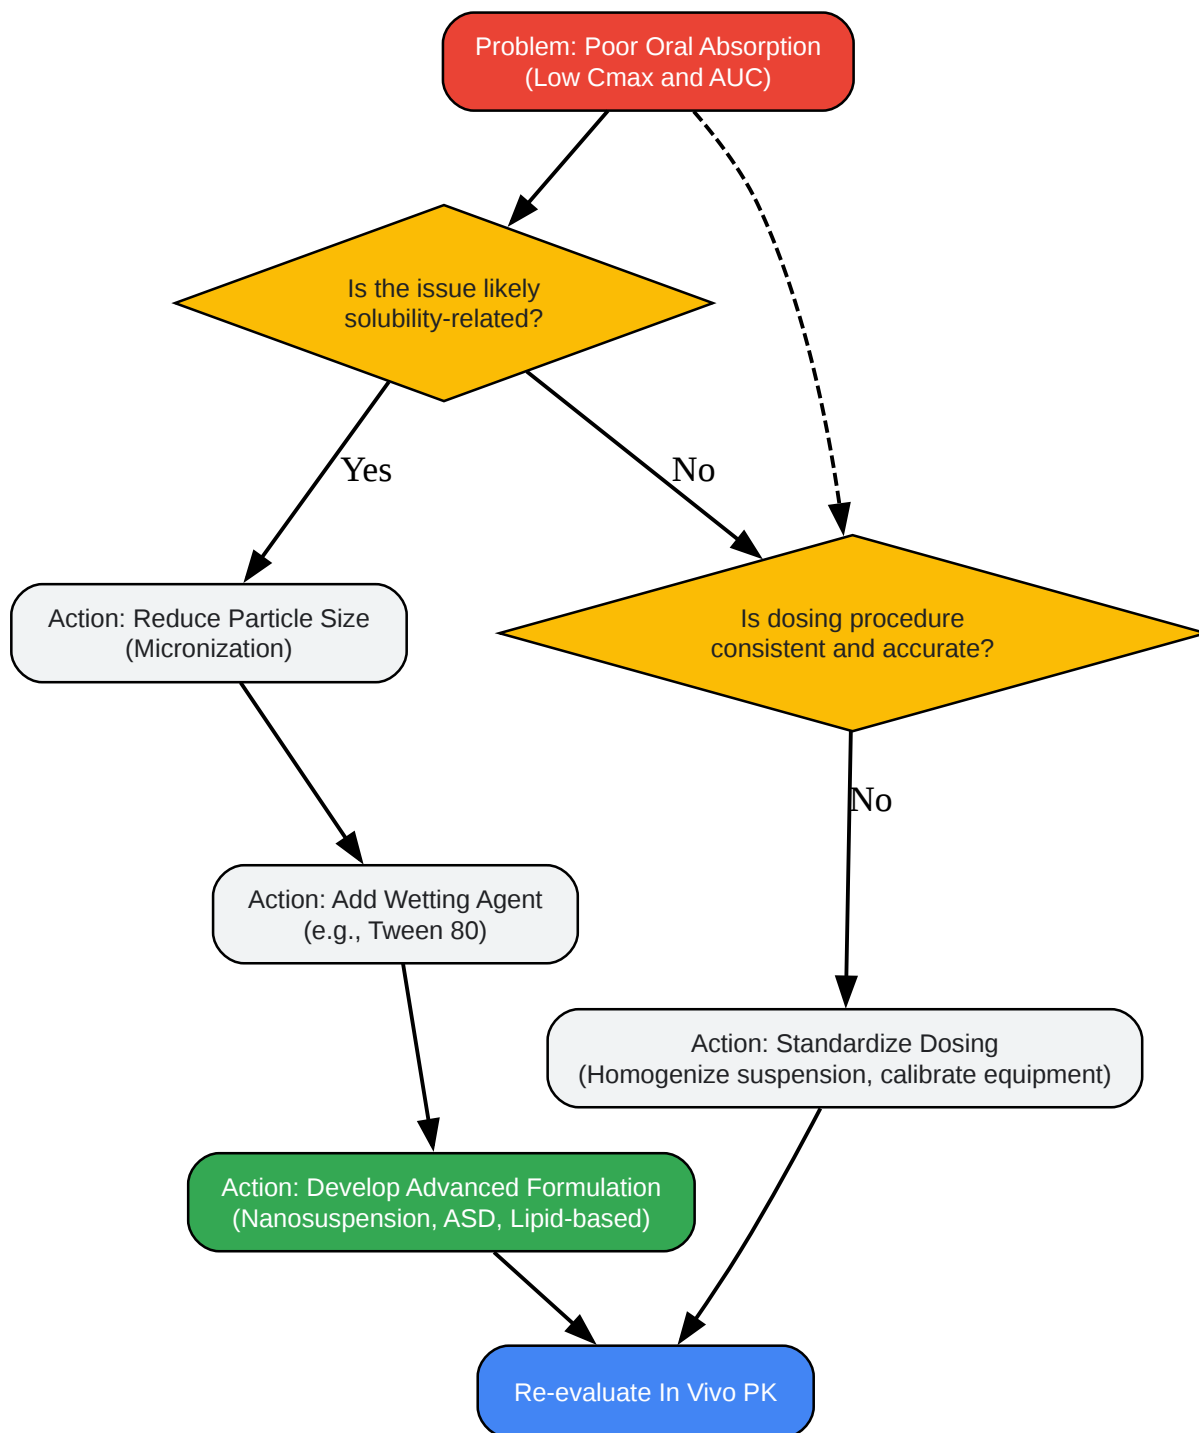 Problem: Poor Oral Absorption
(Low Cmax and AUC)
Is the issue likely
solubility-related?
Yes
No
Action: Reduce Particle Size
(Micronization)
Is dosing procedure
consistent and accurate?
No
Action: Add Wetting Agent
(e.g., Tween 80)
Action: Standardize Dosing
(Homogenize suspension, calibrate equipment)
Action: Develop Advanced Formulation
(Nanosuspension, ASD, Lipid-based)
Re-evaluate In Vivo PK